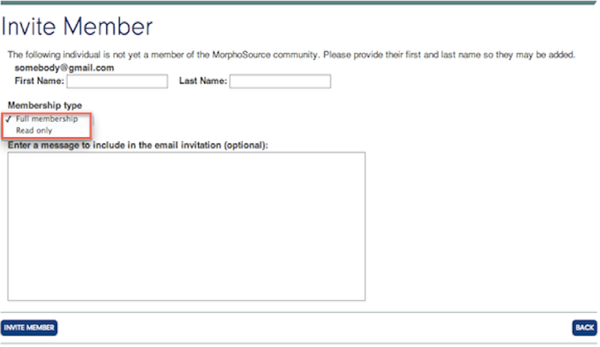 Invite Member
The following individual is not yet a member of the MorphoSource community. Please provide their first and last name so they may be added.
somebody@gmail.com
First Name: Last Name:
Membership type
✓ Full membership
Read only
Enter a message to include in the email invitation (optional):
INVITE MEMBER BACK